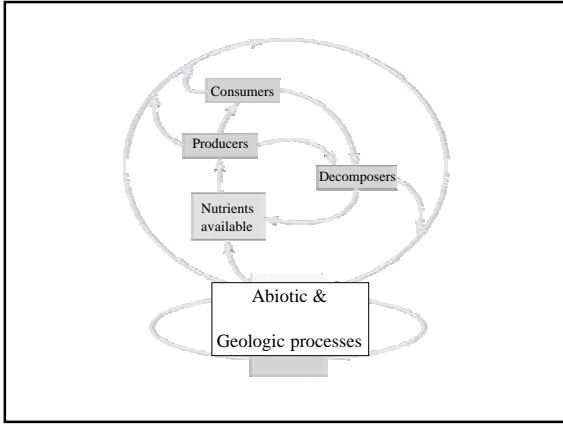 Consumers
Producers
Decomposers
Nutrients
available
Abiotic &
Geologic processes